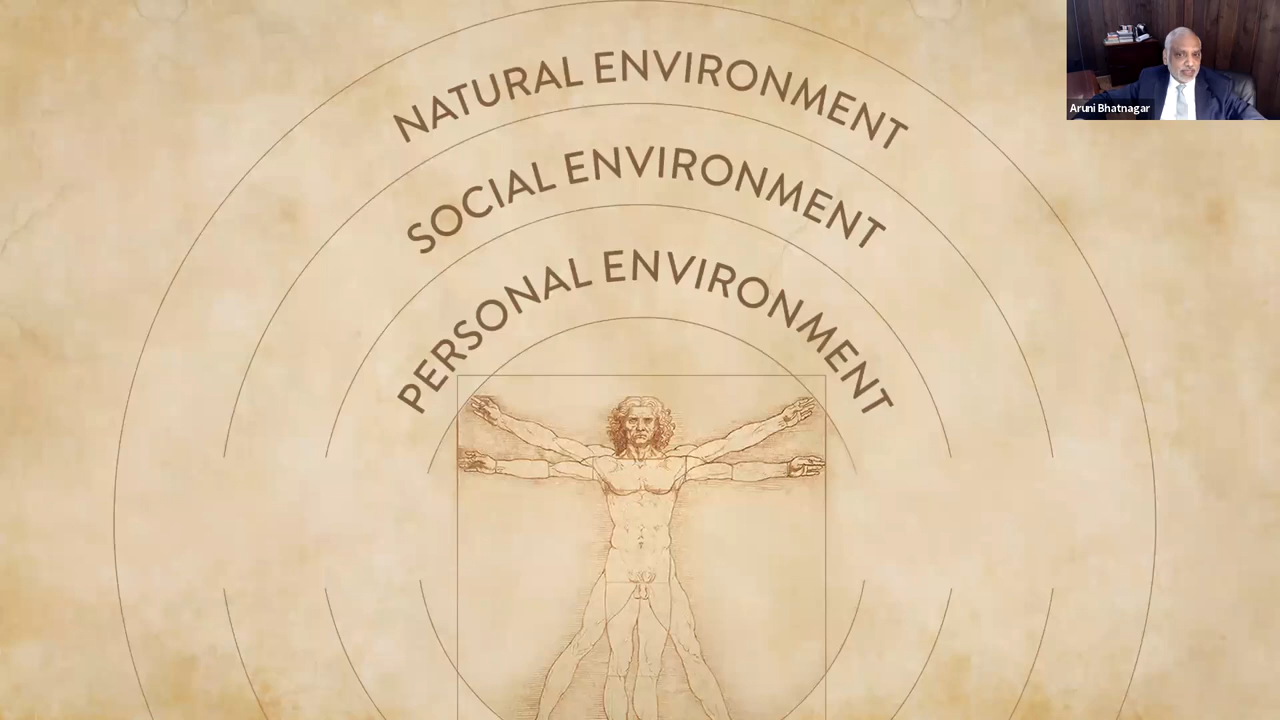 NATURAL ENVIRONMENT
SOCIAL ENVIRONMENT
PERSONAL ENVIRONMENT
Aruni Bhatnagar